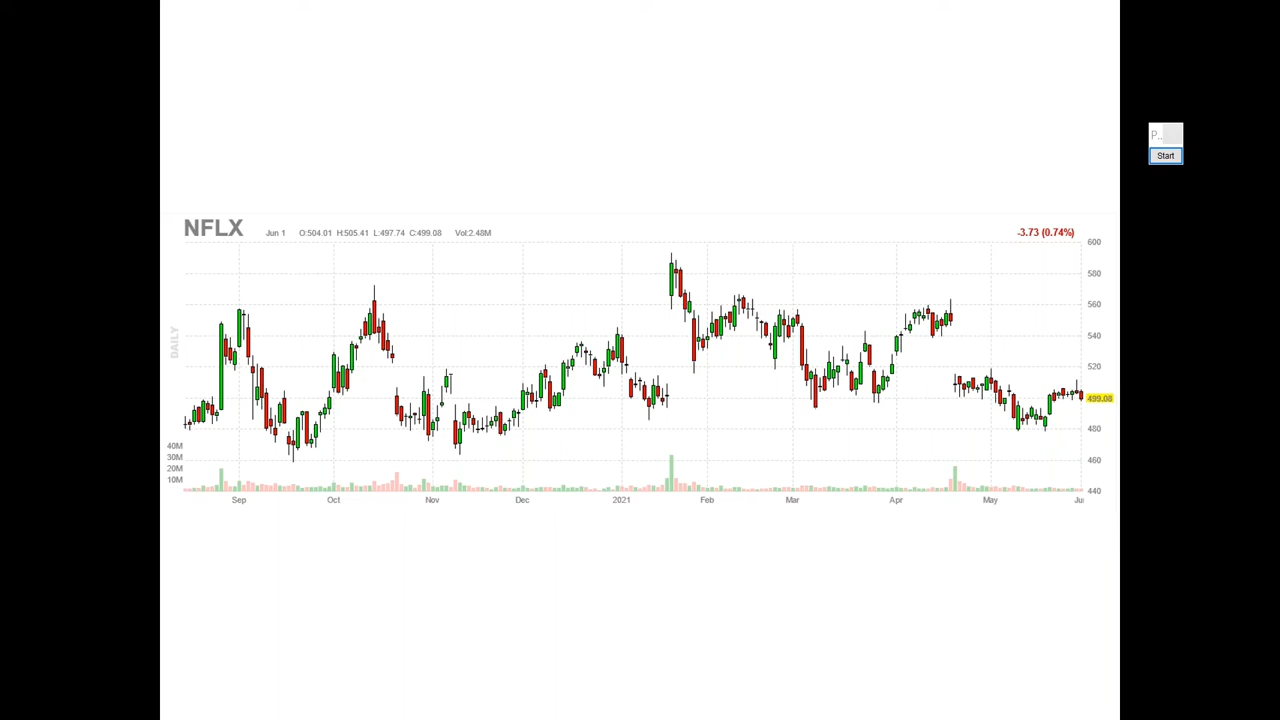 P...
Start
NFLX Jun 1 O:504.01 H:505.41 L:497.74 C:499.08 Vol:2.48M -3.73 (0.74%)
600
580
560
540
520
499.08
480
460
440
DAILY
40M
30M
20M
10M
Sep Oct Nov Dec 2021 Feb Mar Apr May Ju